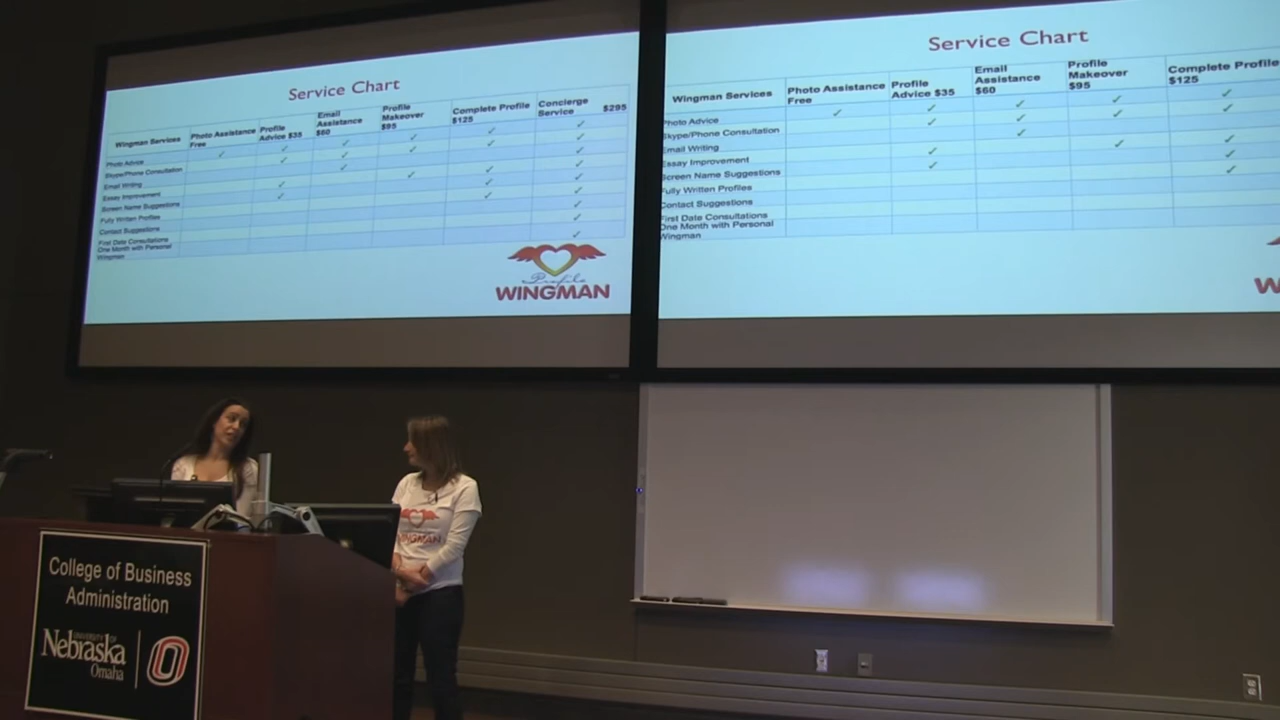 Service Chart
Wingman Services
Photo Assistance
Free
Profile
Advice $35
Email
Assistance
$60
Profile
Makeover
$95
Complete Profile
$125
Concierge
Service $295
Photo Advice
Skype/Phone Consultation
Email Writing
Essay Improvement
Screen Name Suggestions
Fully Written Profiles
Contact Suggestions
First Date Consultations
One Month with Personal
Wingman
Profile
WINGMAN
Service Chart
Wingman Services
Photo Assistance
Free
Profile
Advice $35
Email
Assistance
$60
Profile
Makeover
$95
Complete Profile
$125
Photo Advice
Skype/Phone Consultation
Email Writing
Essay Improvement
Screen Name Suggestions
Fully Written Profiles
Contact Suggestions
First Date Consultations
One Month with Personal
Wingman
W
WINGMAN
College of Business
Administration
UNIVERSITY OF
Nebraska
Omaha
O